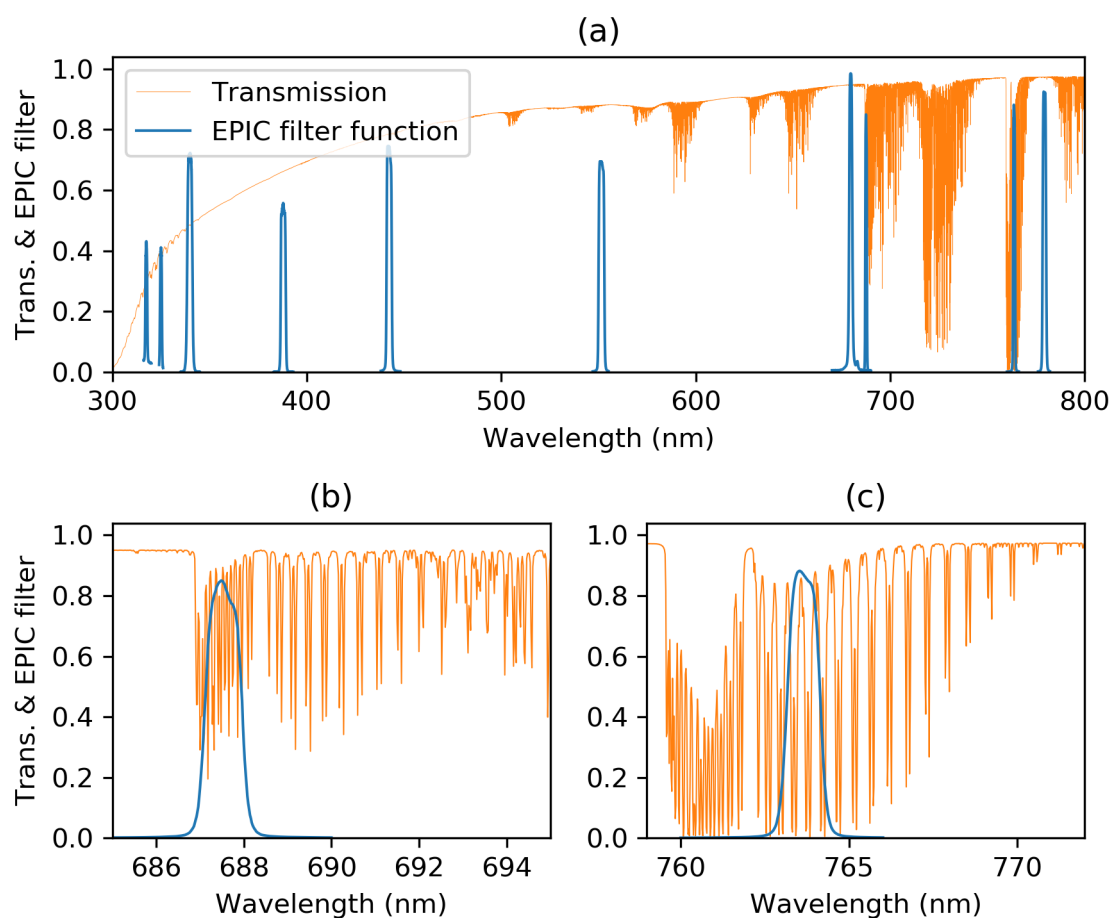 (a)
1.0
0.8
0.6
0.4
0.2
0.0
Trans. & EPIC filter
Transmission
EPIC filter function
300 400 500 600 700 800
Wavelength (nm)
(b)
1.0
0.8
0.6
0.4
0.2
0.0
Trans. & EPIC filter
686 688 690 692 694
Wavelength (nm)
(c)
1.0
0.8
0.6
0.4
0.2
0.0
760 765 770
Wavelength (nm)